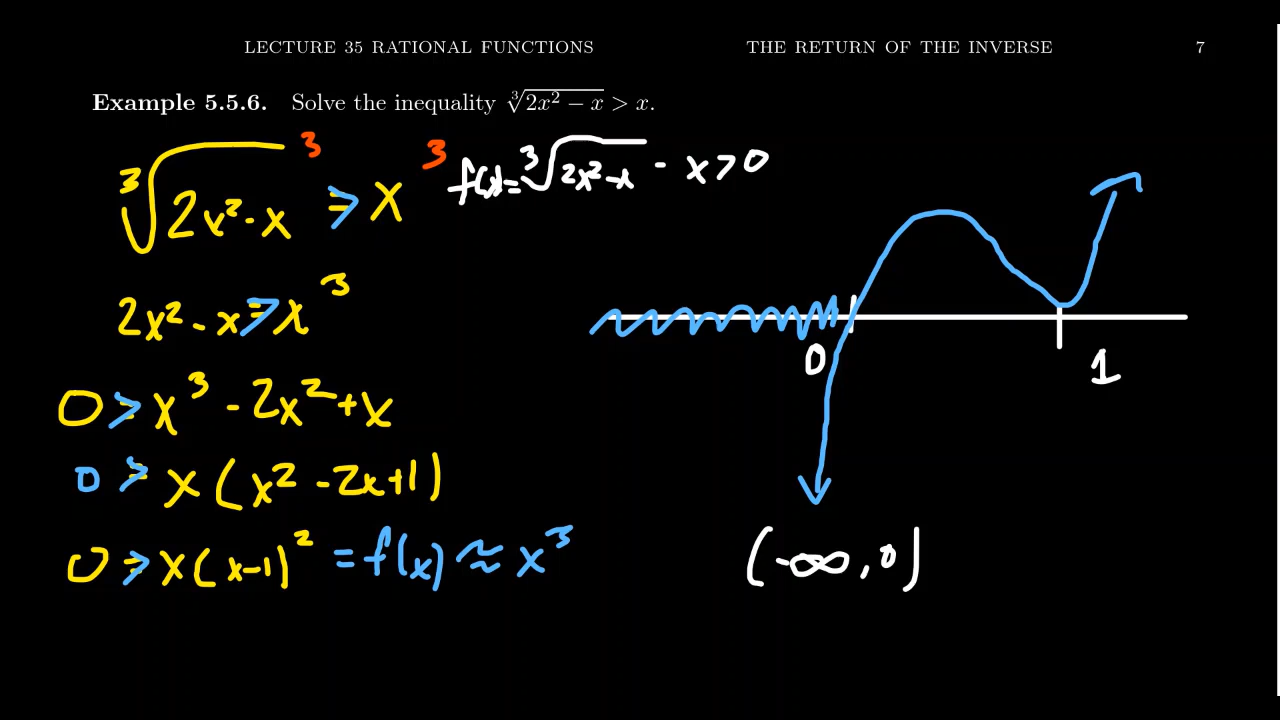 LECTURE 35 RATIONAL FUNCTIONS THE RETURN OF THE INVERSE 7
Example 5.5.6. Solve the inequality ∛(2x² − x) > x.
∛(2x² - x)³ > x³
f(x) = ∛(2x² - x) - x > 0
2x² - x > x³
0 > x³ - 2x² + x
0 > x(x² - 2x + 1)
0 > x(x-1)² = f(x) ≈ x³
0 1
(-∞, 0)